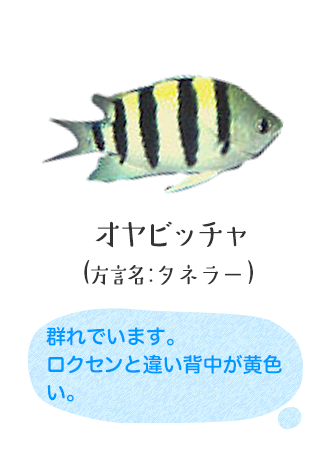 オヤビッチャ
(方言名:タネラー)
群れでいます。
ロクセンと違い背中が黄色
い。